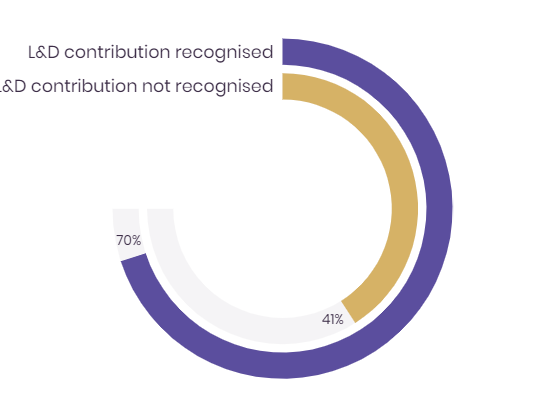 L&D contribution recognised
L&D contribution not recognised
70%
41%